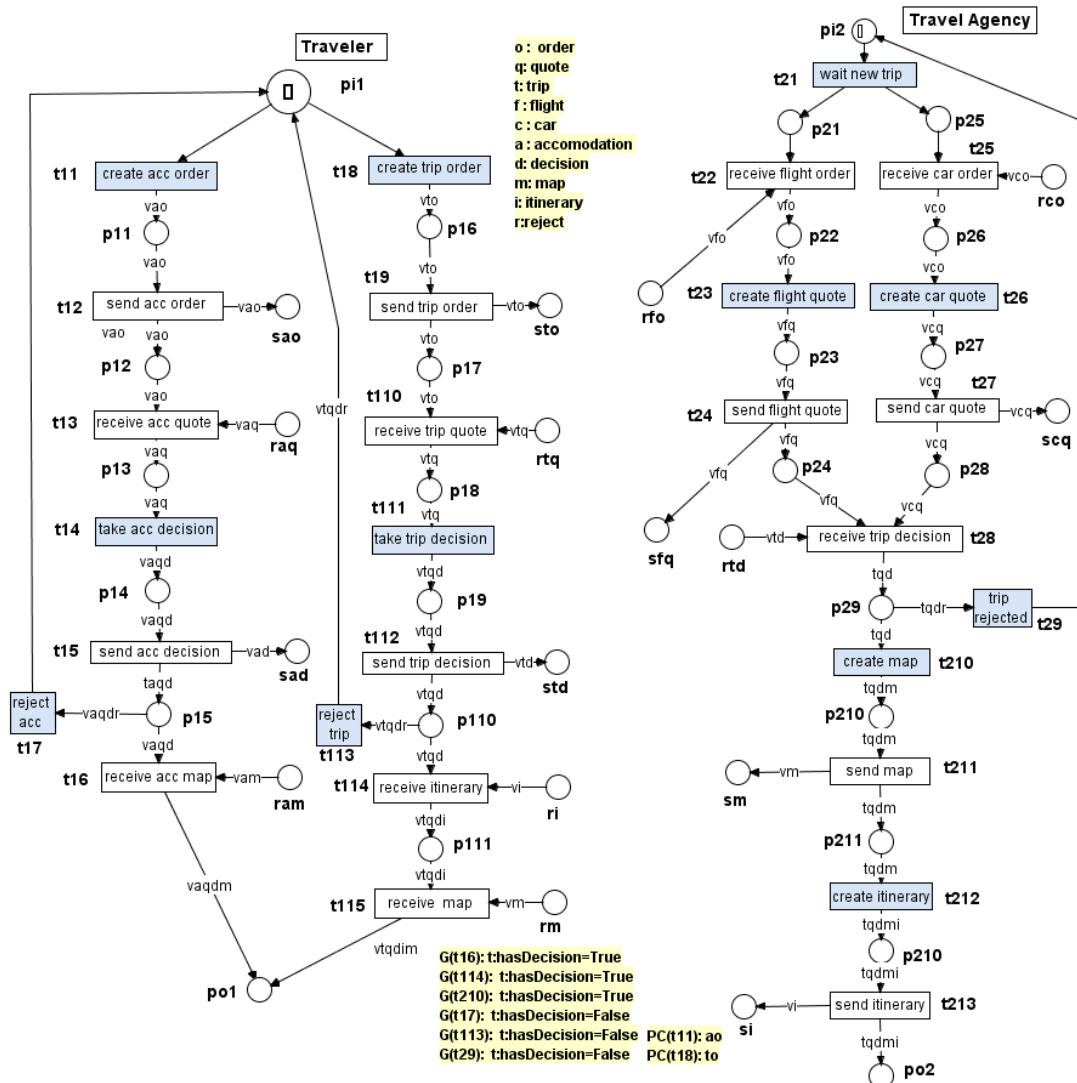 Traveler
pi1
o : order
q: quote
t: trip
f : flight
c : car
a : accomodation
d: decision
m: map
i: itinerary
r:reject
t11
create acc order
vao
p11
vao
t12
send acc order
vao
sao
vao
vao
p12
vao
t13
receive acc quote
vaq
raq
vaq
p13
vaq
t14
take acc decision
vaqd
p14
vaqd
t15
send acc decision
vad
sad
taqd
reject
acc
t17
vaqdr
p15
vaqd
t16
receive acc map
vam
ram
vaqdm
po1
t18
create trip order
vto
p16
vto
t19
send trip order
vto
sto
vto
p17
t110
vto
receive trip quote
vtq
rtq
vtq
p18
vtq
t111
take trip decision
vtqd
p19
vtqd
t112
send trip decision
vtd
std
vtqd
vtqdr
reject
trip
t113
vtqdr
p110
vtqd
t114
receive itinerary
vi
ri
vtqdi
p111
vtqdi
t115
receive map
vm
rm
vtqdim
G(t16): t:hasDecision=True
G(t114): t:hasDecision=True
G(t210): t:hasDecision=True
G(t17): t:hasDecision=False
G(t113): t:hasDecision=False
G(t29): t:hasDecision=False
PC(t11): ao
PC(t18): to
Travel Agency
pi2
t21
wait new trip
p21
p25
t22
receive flight order
t25
receive car order
vco
rco
vfo
rfo
vfo
p22
vfo
t23
create flight quote
vfq
p23
vfq
t24
send flight quote
vfq
vfq
sfq
p24
vfq
vco
p26
vco
create car quote
t26
vcq
p27
vcq
t27
send car quote
vcq
scq
vcq
p28
vcq
rtd
vtd
receive trip decision
t28
tqd
p29
tqdr
trip
rejected
t29
tqd
create map
t210
tqdm
p210
tqdm
send map
t211
vm
sm
tqdm
p211
tqdm
create itinerary
t212
tqdmi
p210
tqdmi
send itinerary
t213
vi
si
tqdmi
po2